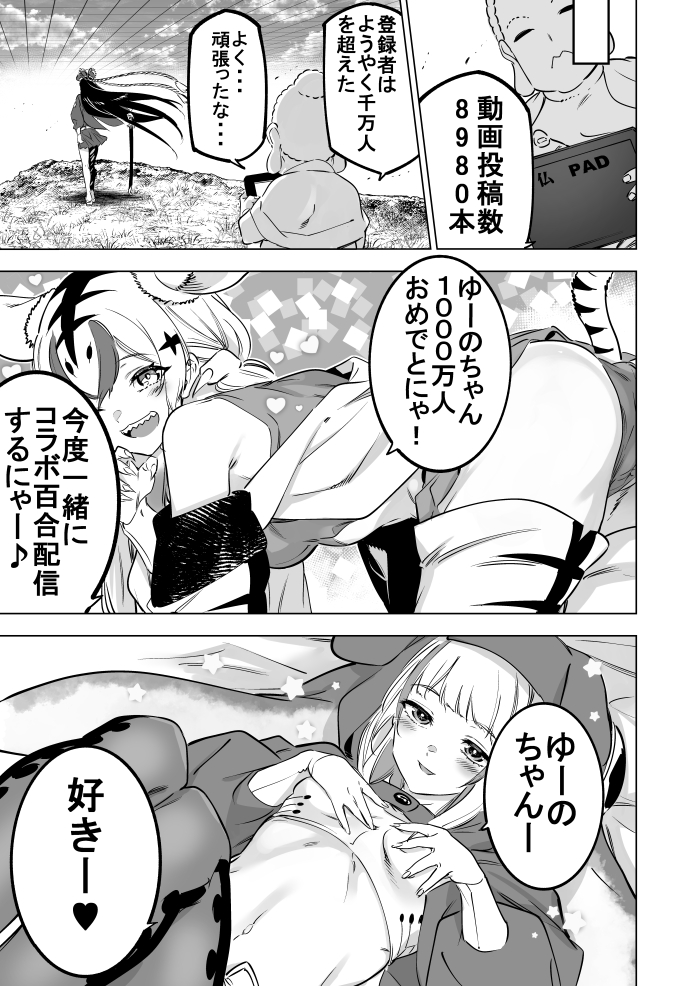 動画投稿数
8980本
仏 PAD
登録者は
ようやく千万人
を超えた
よく・・・
頑張ったな・・・
ゆーのちゃん
1000万人
おめでとにゃ!
今度一緒に
コラボ百合配信
するにゃー♪
ゆーの
ちゃんー
好きー♥